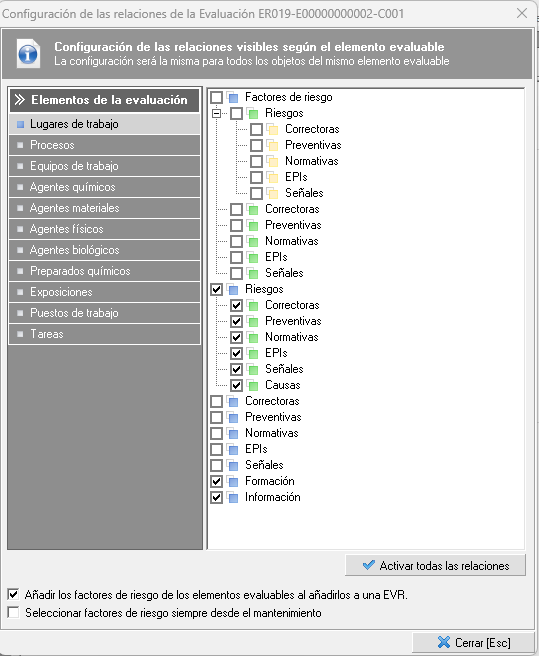 Configuración de las relaciones de la Evaluación ER019-E00000000002-C001
Configuración de las relaciones visibles según el elemento evaluable
La configuración será la misma para todos los objetos del mismo elemento evaluable
Elementos de la evaluación
Lugares de trabajo
Procesos
Equipos de trabajo
Agentes químicos
Agentes materiales
Agentes físicos
Agentes biológicos
Preparados químicos
Exposiciones
Puestos de trabajo
Tareas
Factores de riesgo
Riesgos
Correctoras
Preventivas
Normativas
EPIs
Señales
Correctoras
Preventivas
Normativas
EPIs
Señales
Riesgos
Correctoras
Preventivas
Normativas
EPIs
Señales
Causas
Correctoras
Preventivas
Normativas
EPIs
Señales
Formación
Información
Activar todas las relaciones
Añadir los factores de riesgo de los elementos evaluables al añadirlos a una EVR.
Seleccionar factores de riesgo siempre desde el mantenimiento
Cerrar [Esc]